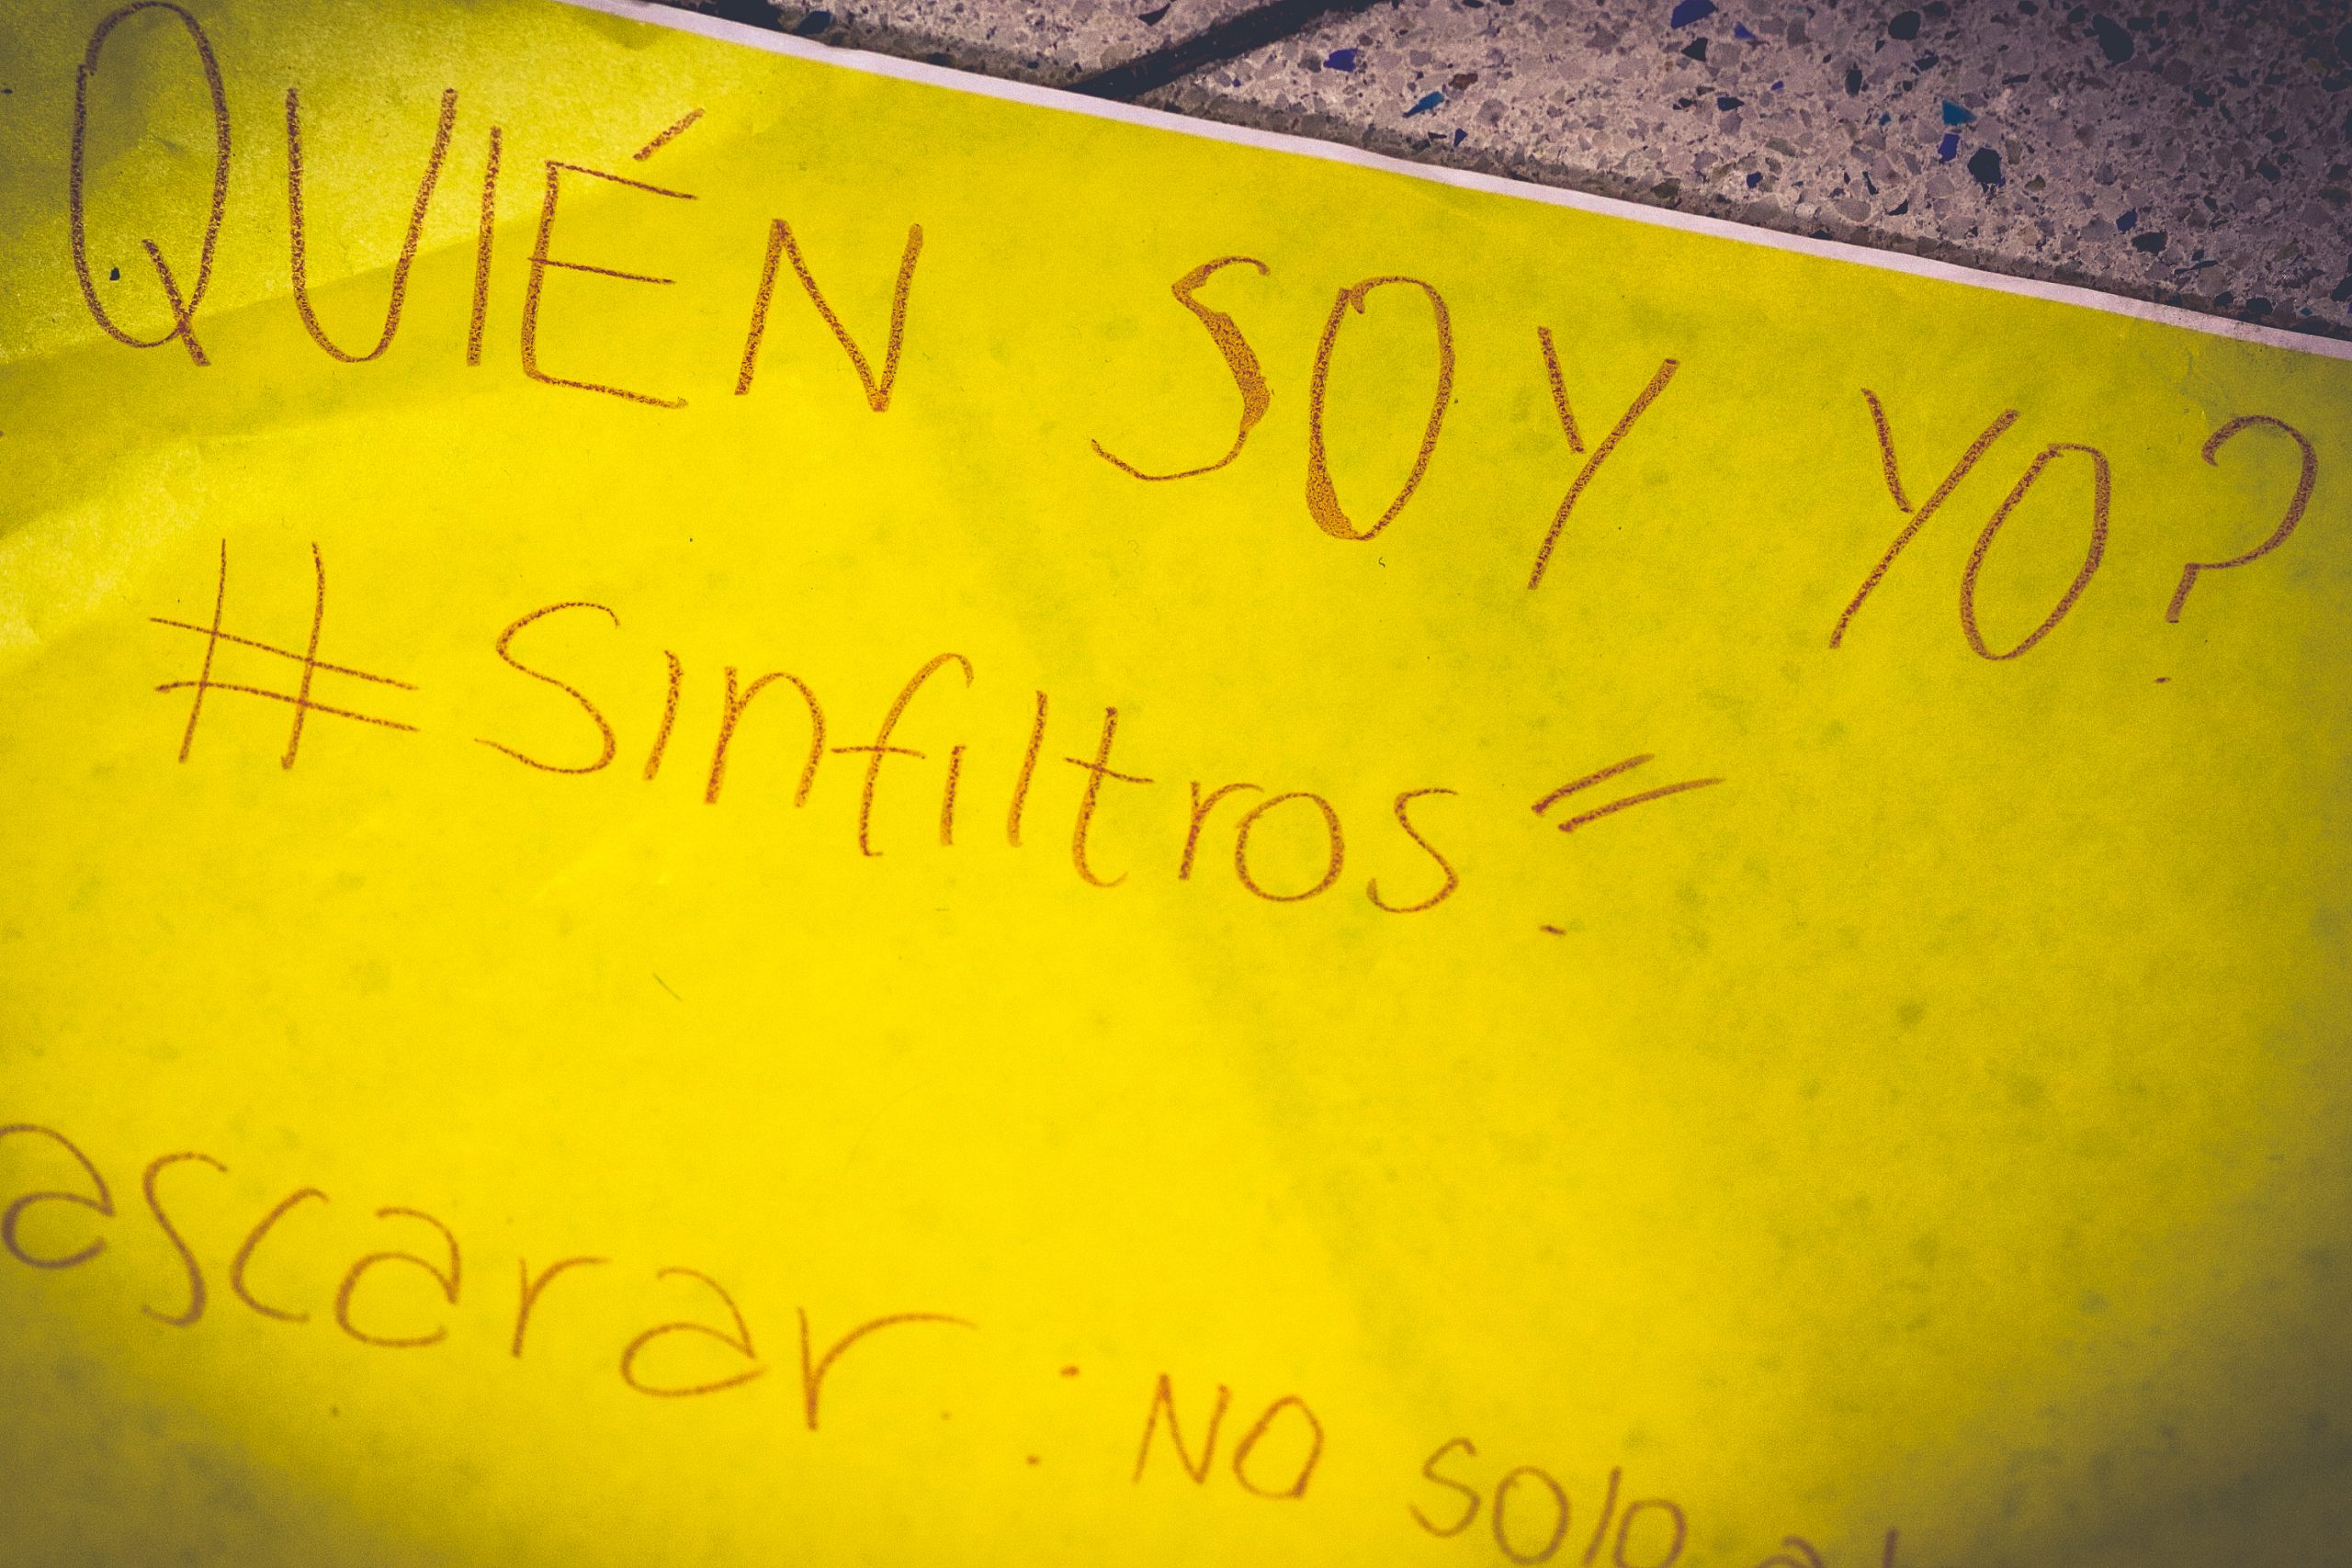 QUIÉN SOY YO?
#Sinfiltros"
ascarar: NO solo